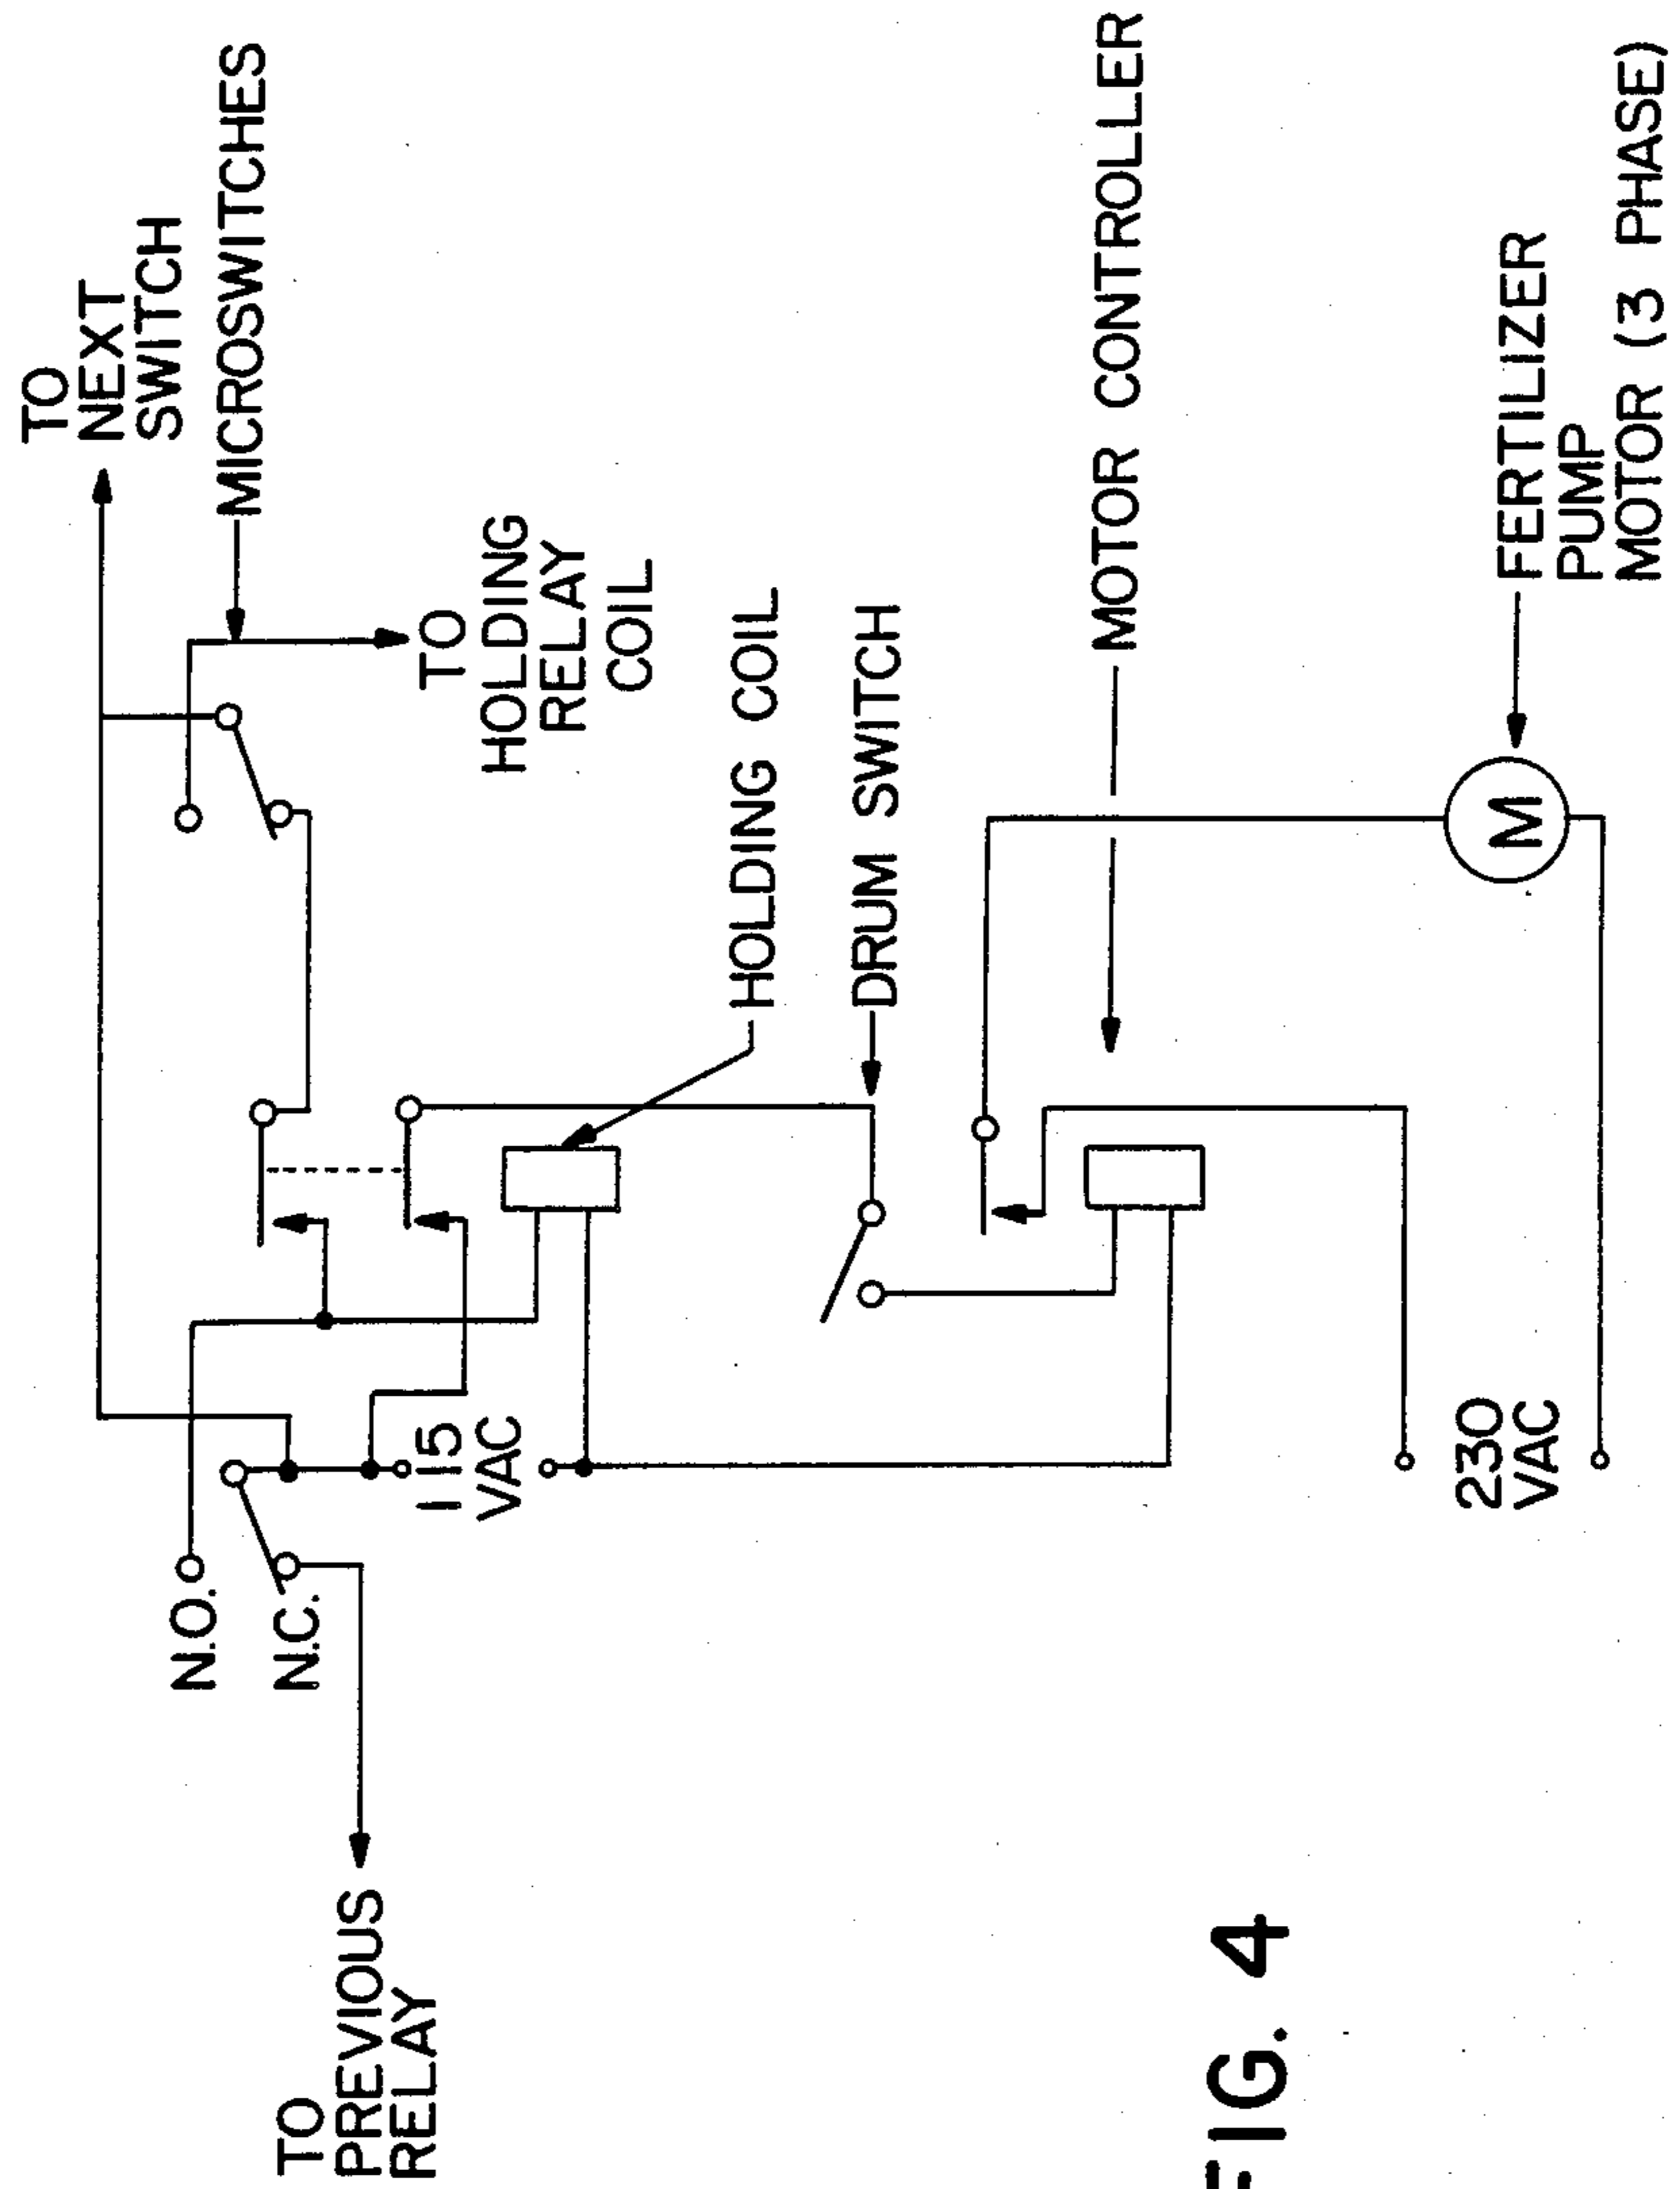 TO
NEXT
SWITCH
MICROSWITCHES
TO
HOLDING
RELAY
COIL
N.O.
N.C.
115
VAC
TO
PREVIOUS
RELAY
HOLDING COIL
DRUM SWITCH
MOTOR CONTROLLER
230
VAC
M
FERTILIZER
PUMP
MOTOR (3 PHASE)
FIG. 4